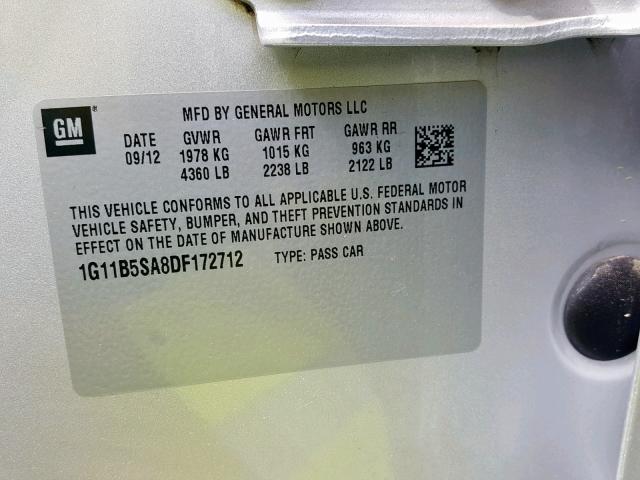 GM ® MFD BY GENERAL MOTORS LLC
DATE GVWR GAWR FRT GAWR RR
09/12 1978 KG 1015 KG 963 KG
4360 LB 2238 LB 2122 LB
THIS VEHICLE CONFORMS TO ALL APPLICABLE U.S. FEDERAL MOTOR
VEHICLE SAFETY, BUMPER, AND THEFT PREVENTION STANDARDS IN
EFFECT ON THE DATE OF MANUFACTURE SHOWN ABOVE.
1G11B5SA8DF172712 TYPE: PASS CAR